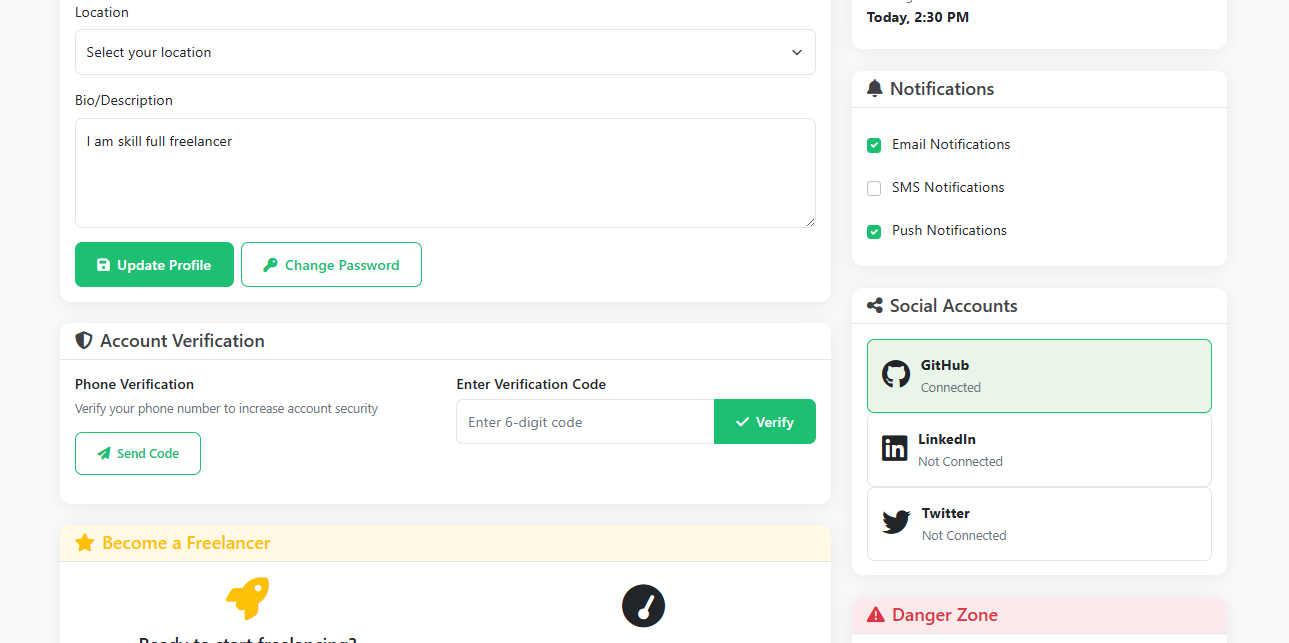 Location
Select your location
Bio/Description
I am skill full freelancer
Update Profile
Change Password
Account Verification
Phone Verification
Verify your phone number to increase account security
Send Code
Enter Verification Code
Enter 6-digit code
Verify
Become a Freelancer
Ready to start freelancing?
Today, 2:30 PM
Notifications
Email Notifications
SMS Notifications
Push Notifications
Social Accounts
GitHub
Connected
LinkedIn
Not Connected
Twitter
Not Connected
Danger Zone